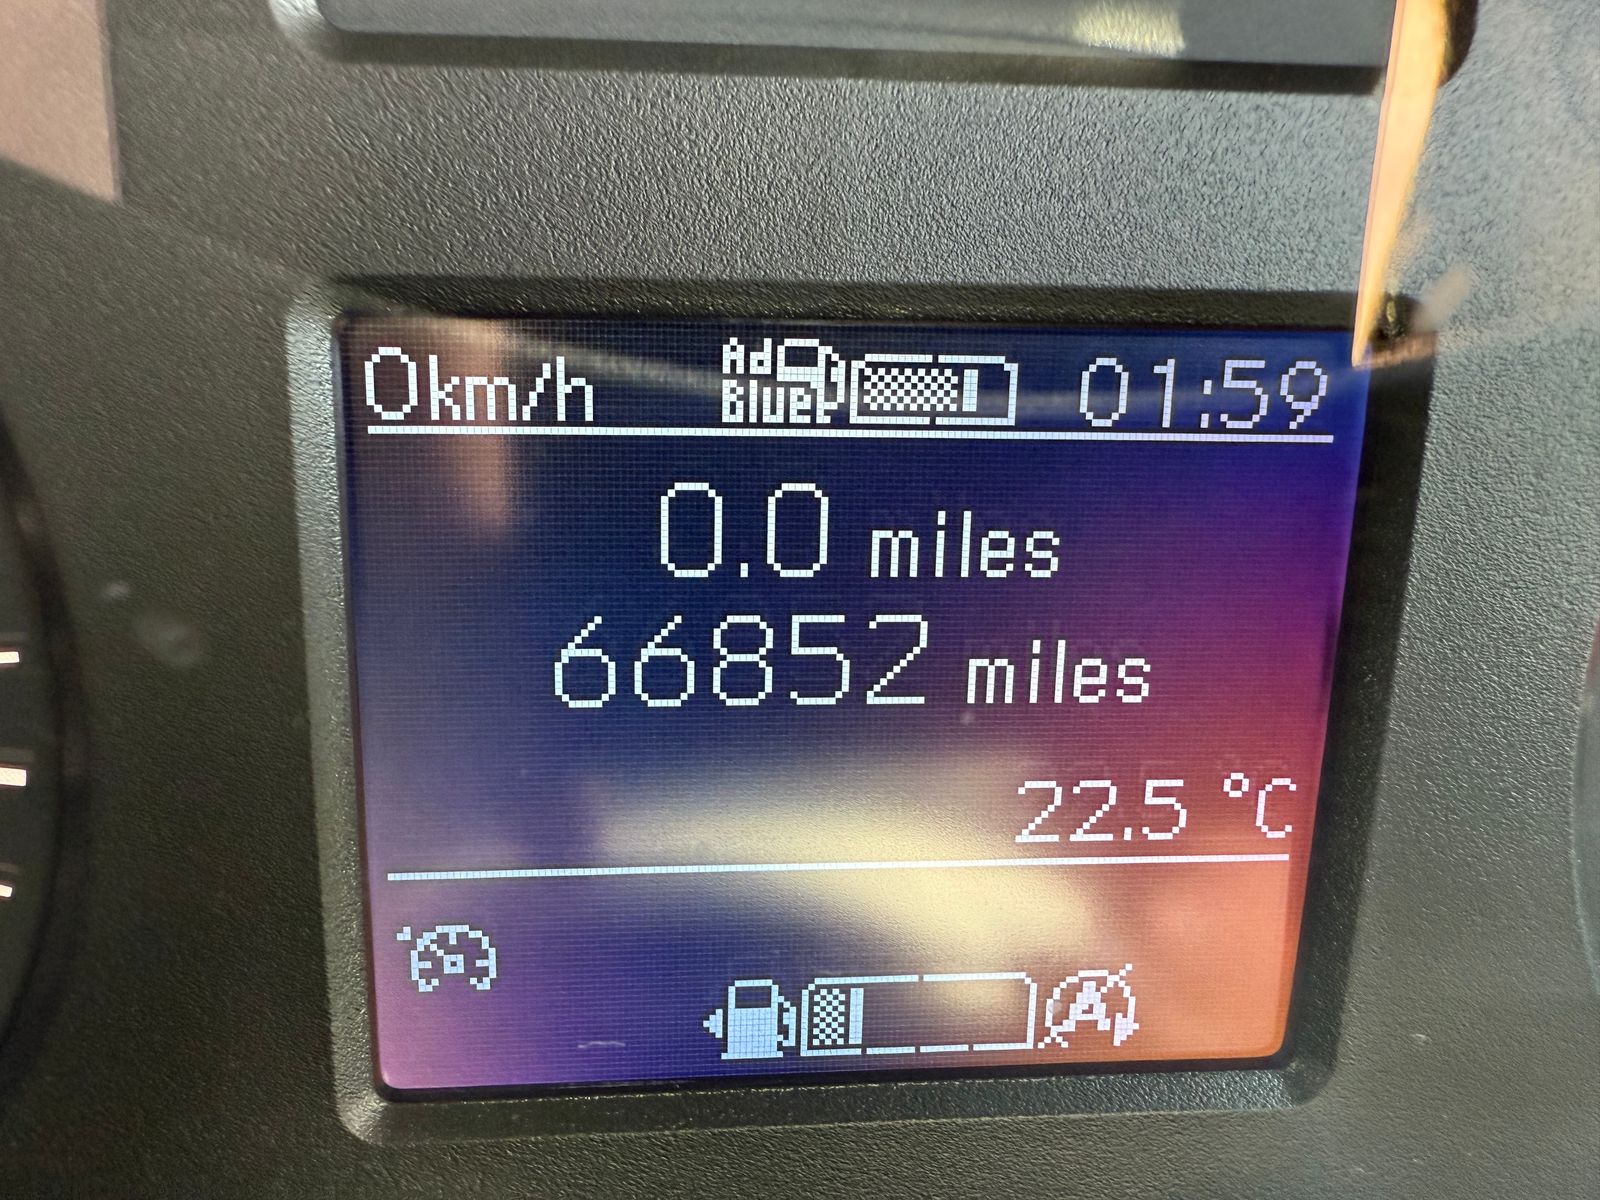 0km/h AdBlue 01:59
0.0 miles
66852 miles
22.5 °C
A